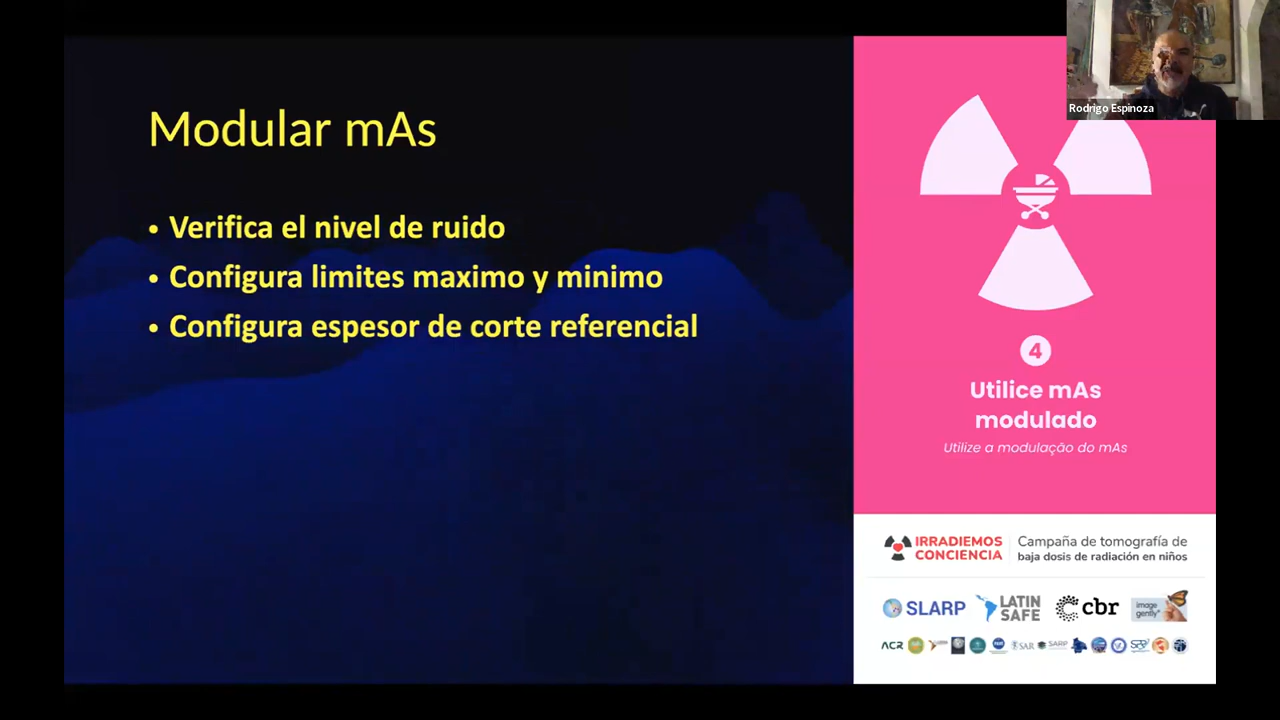 Rodrigo Espinoza
Modular mAs
• Verifica el nivel de ruido
• Configura limites maximo y minimo
• Configura espesor de corte referencial
4
Utilice mAs
modulado
Utilize a modulação do mAs
IRRADIEMOS
CONCIENCIA
Campaña de tomografía de
baja dosis de radiación en niños
SLARP
LATIN
SAFE
cbr
image
gently
ACR
SAR
SARP